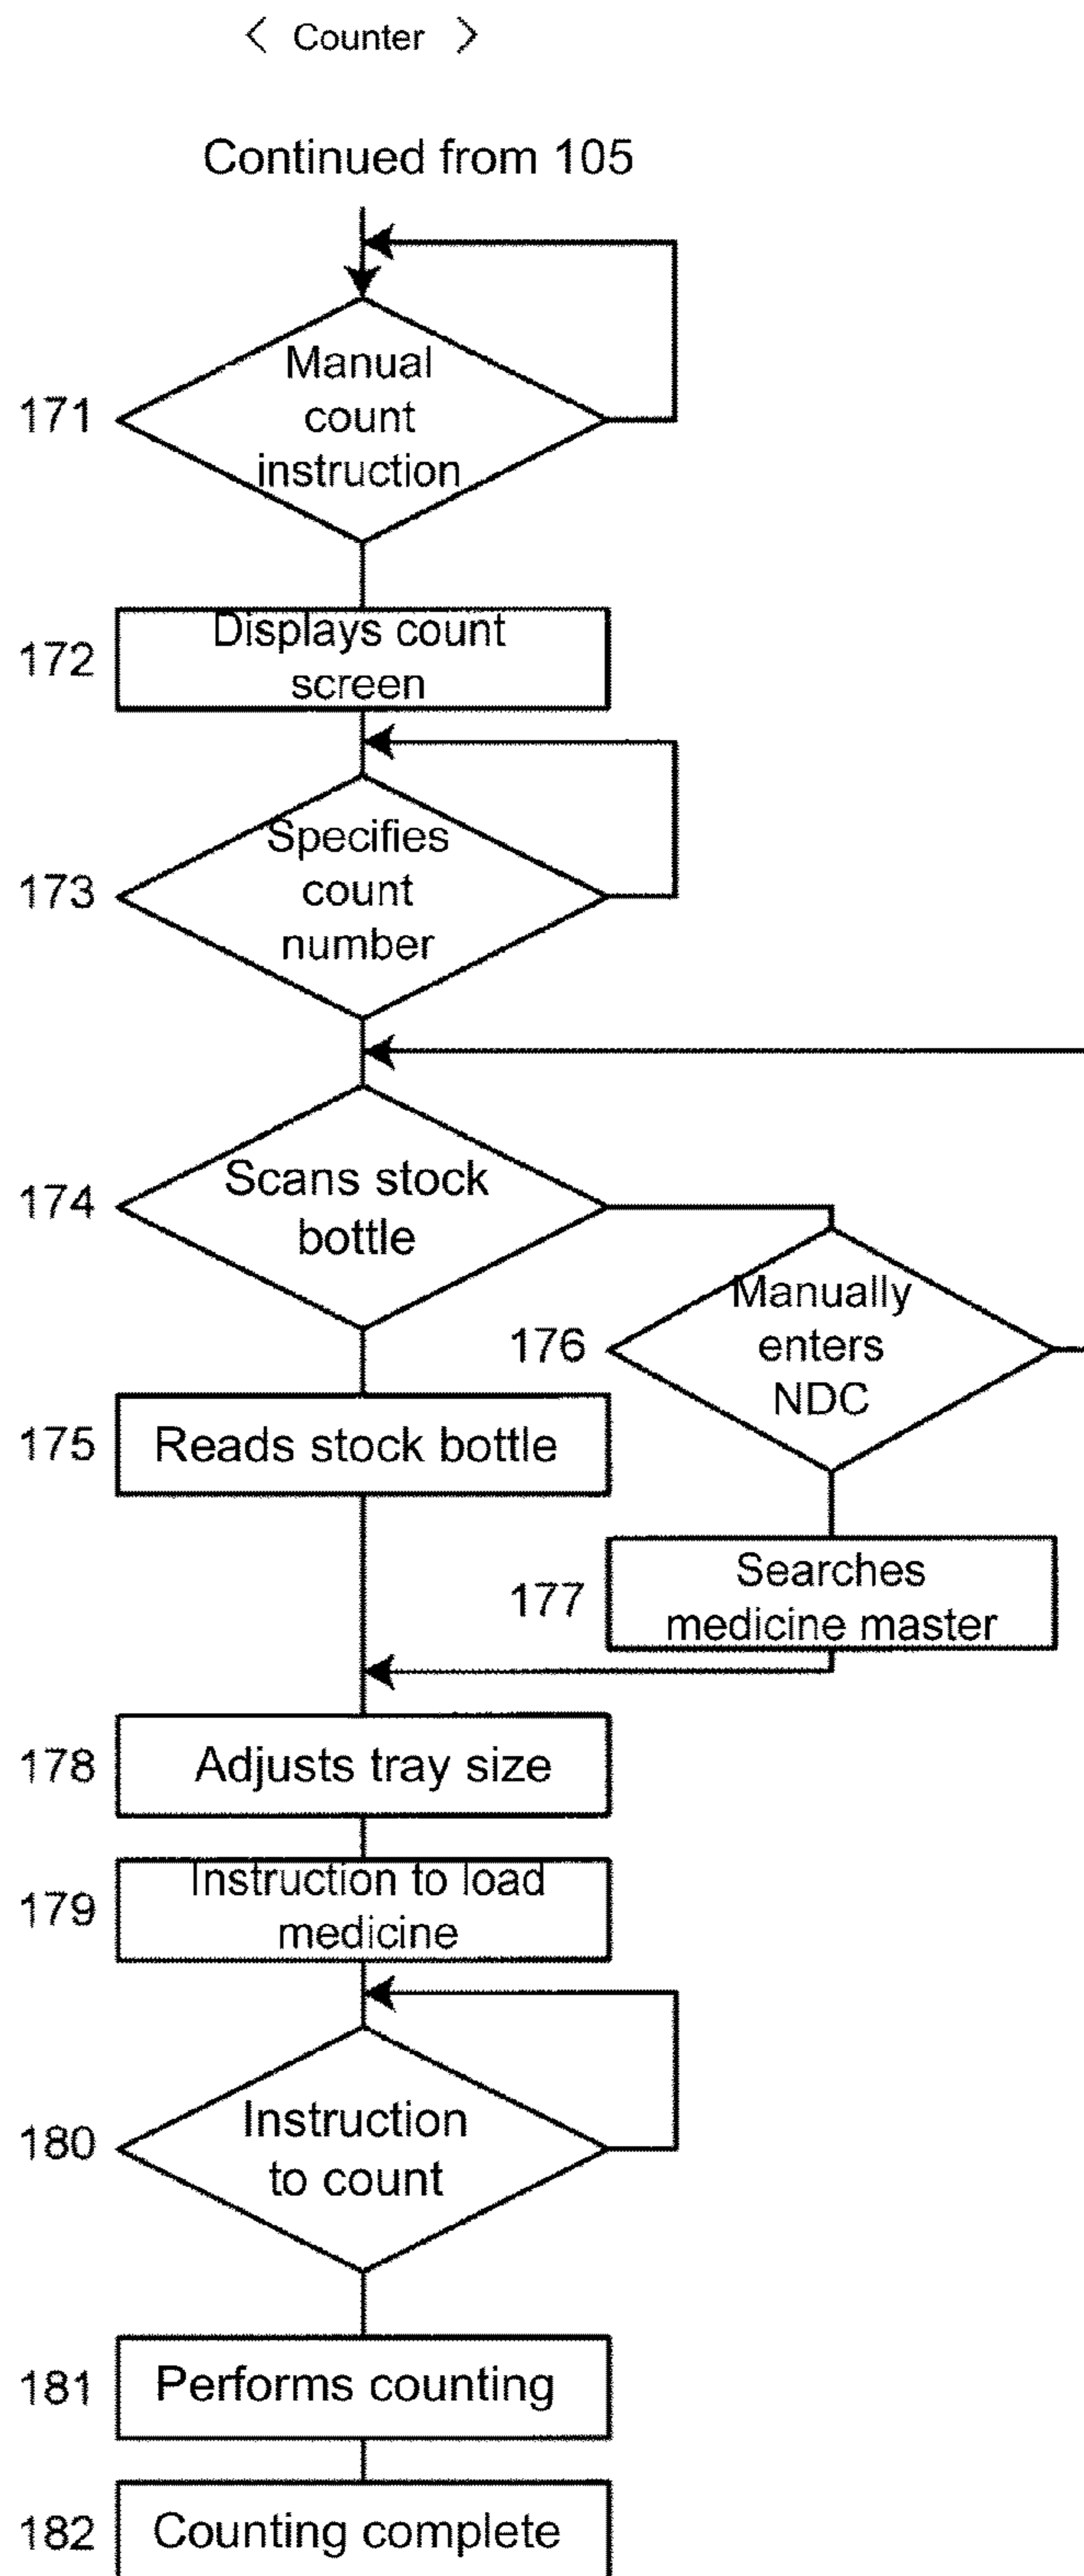 < Counter >
Continued from 105
171
Manual
count
instruction
172
Displays count
screen
173
Specifies
count
number
174
Scans stock
bottle
176
Manually
enters
NDC
175
Reads stock bottle
177
Searches
medicine master
178
Adjusts tray size
179
Instruction to load
medicine
180
Instruction
to count
181
Performs counting
182
Counting complete